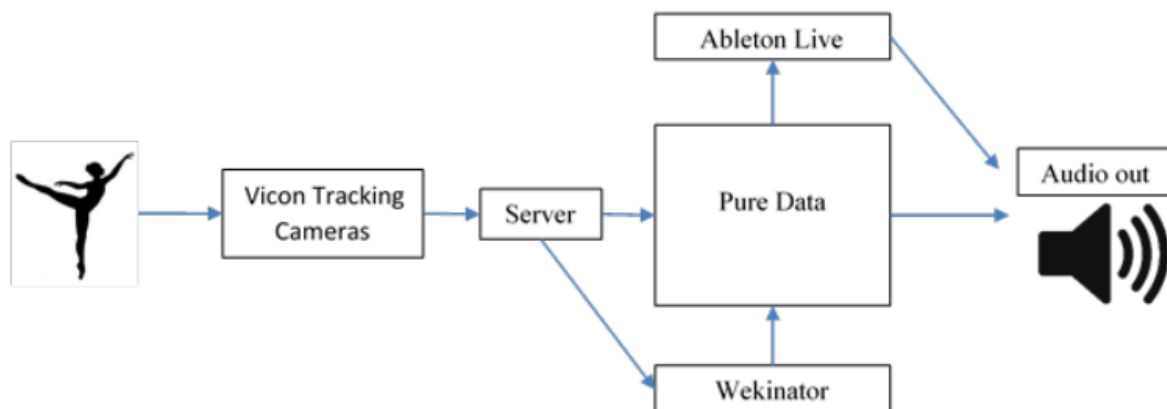 Ableton Live
Vicon Tracking
Cameras
Server
Pure Data
Audio out
Wekinator